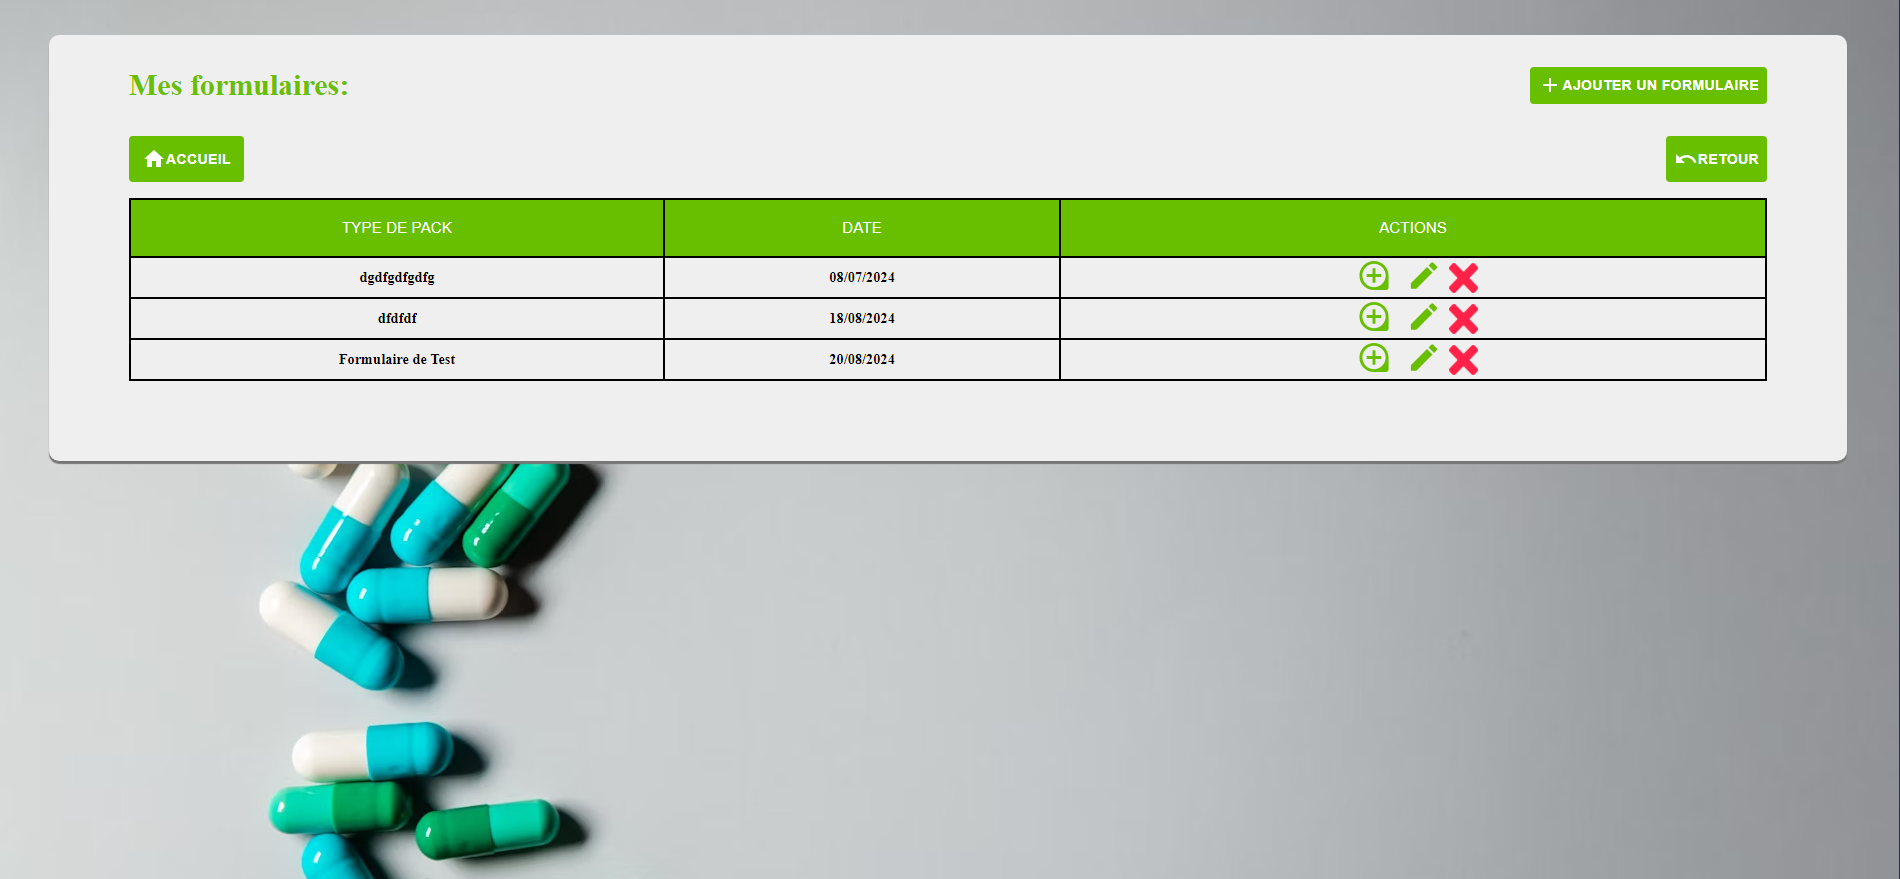 Mes formulaires:
AJOUTER UN FORMULAIRE
ACCUEIL
RETOUR
TYPE DE PACK DATE ACTIONS
dgdfgdfgdfg 08/07/2024
dfdfdf 18/08/2024
Formulaire de Test 20/08/2024